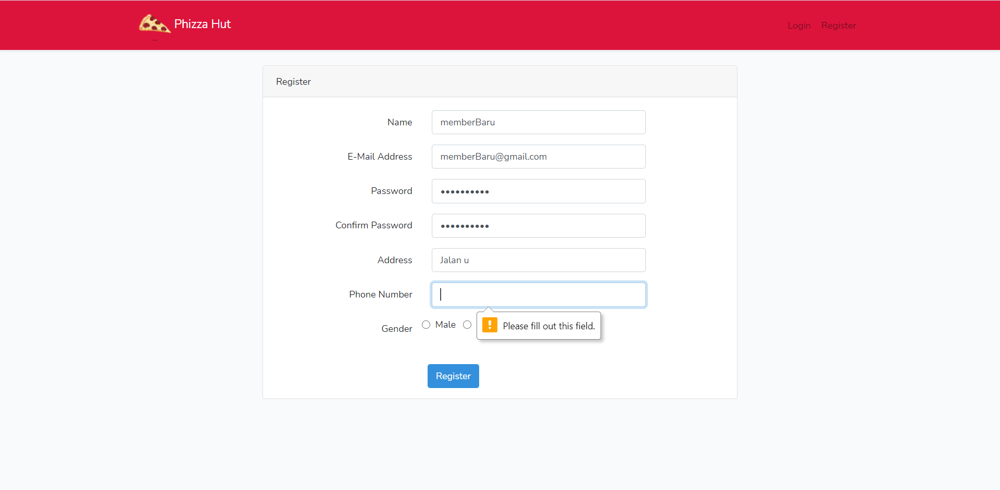 Phizza Hut
Login Register
Register
Name memberBaru
E-Mail Address memberBaru@gmail.com
Password ••••••••••
Confirm Password ••••••••••
Address Jalan u
Phone Number
Gender Male
Please fill out this field.
Register